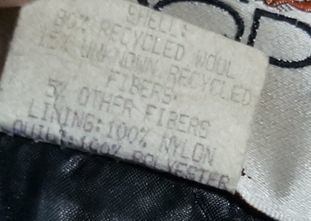 SHELL:
80% RECYCLED WOOL
15% UNKNOWN RECYCLED
FIBERS
5% OTHER FIBERS
LINING:100% NYLON
QUILT:100% POLYESTER